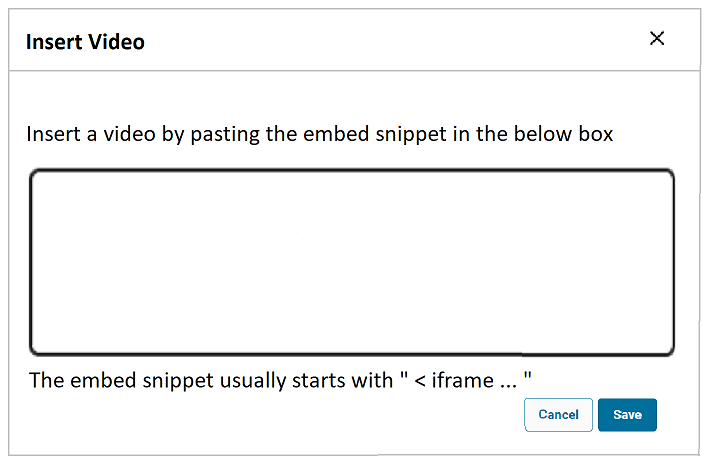 Insert Video
Insert a video by pasting the embed snippet in the below box
The embed snippet usually starts with " < iframe ... "
Cancel Save